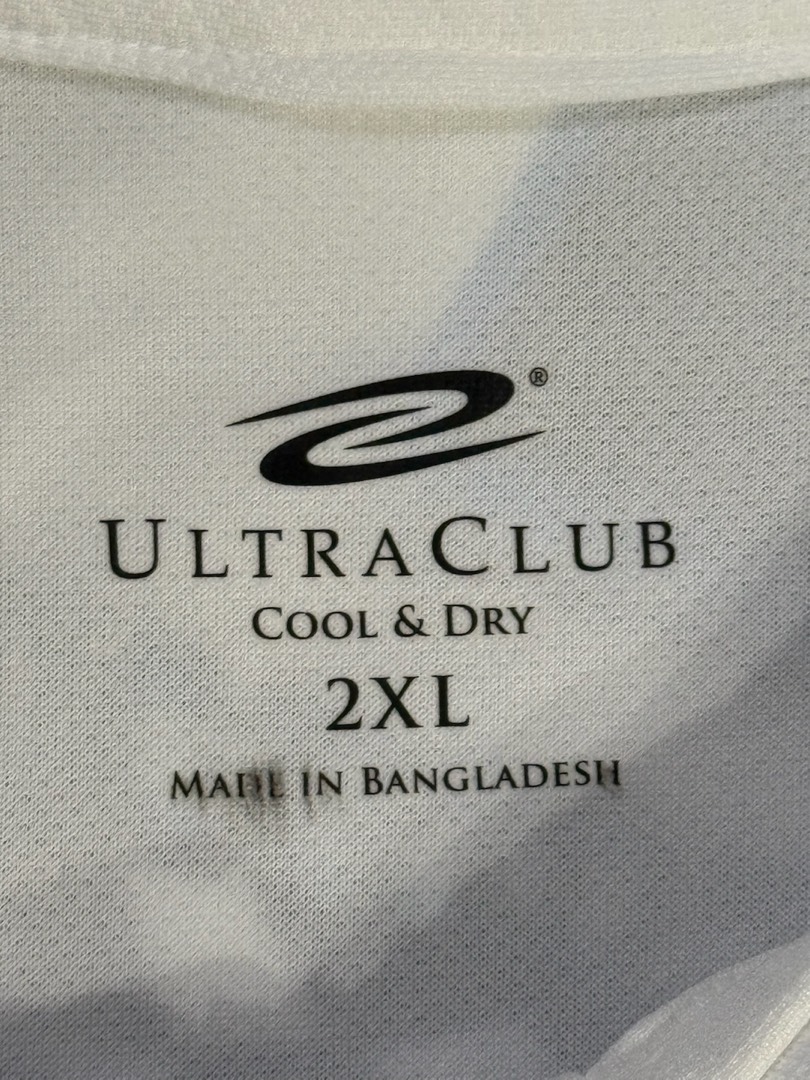 ®
ULTRACLUB
COOL & DRY
2XL
MADE IN BANGLADESH